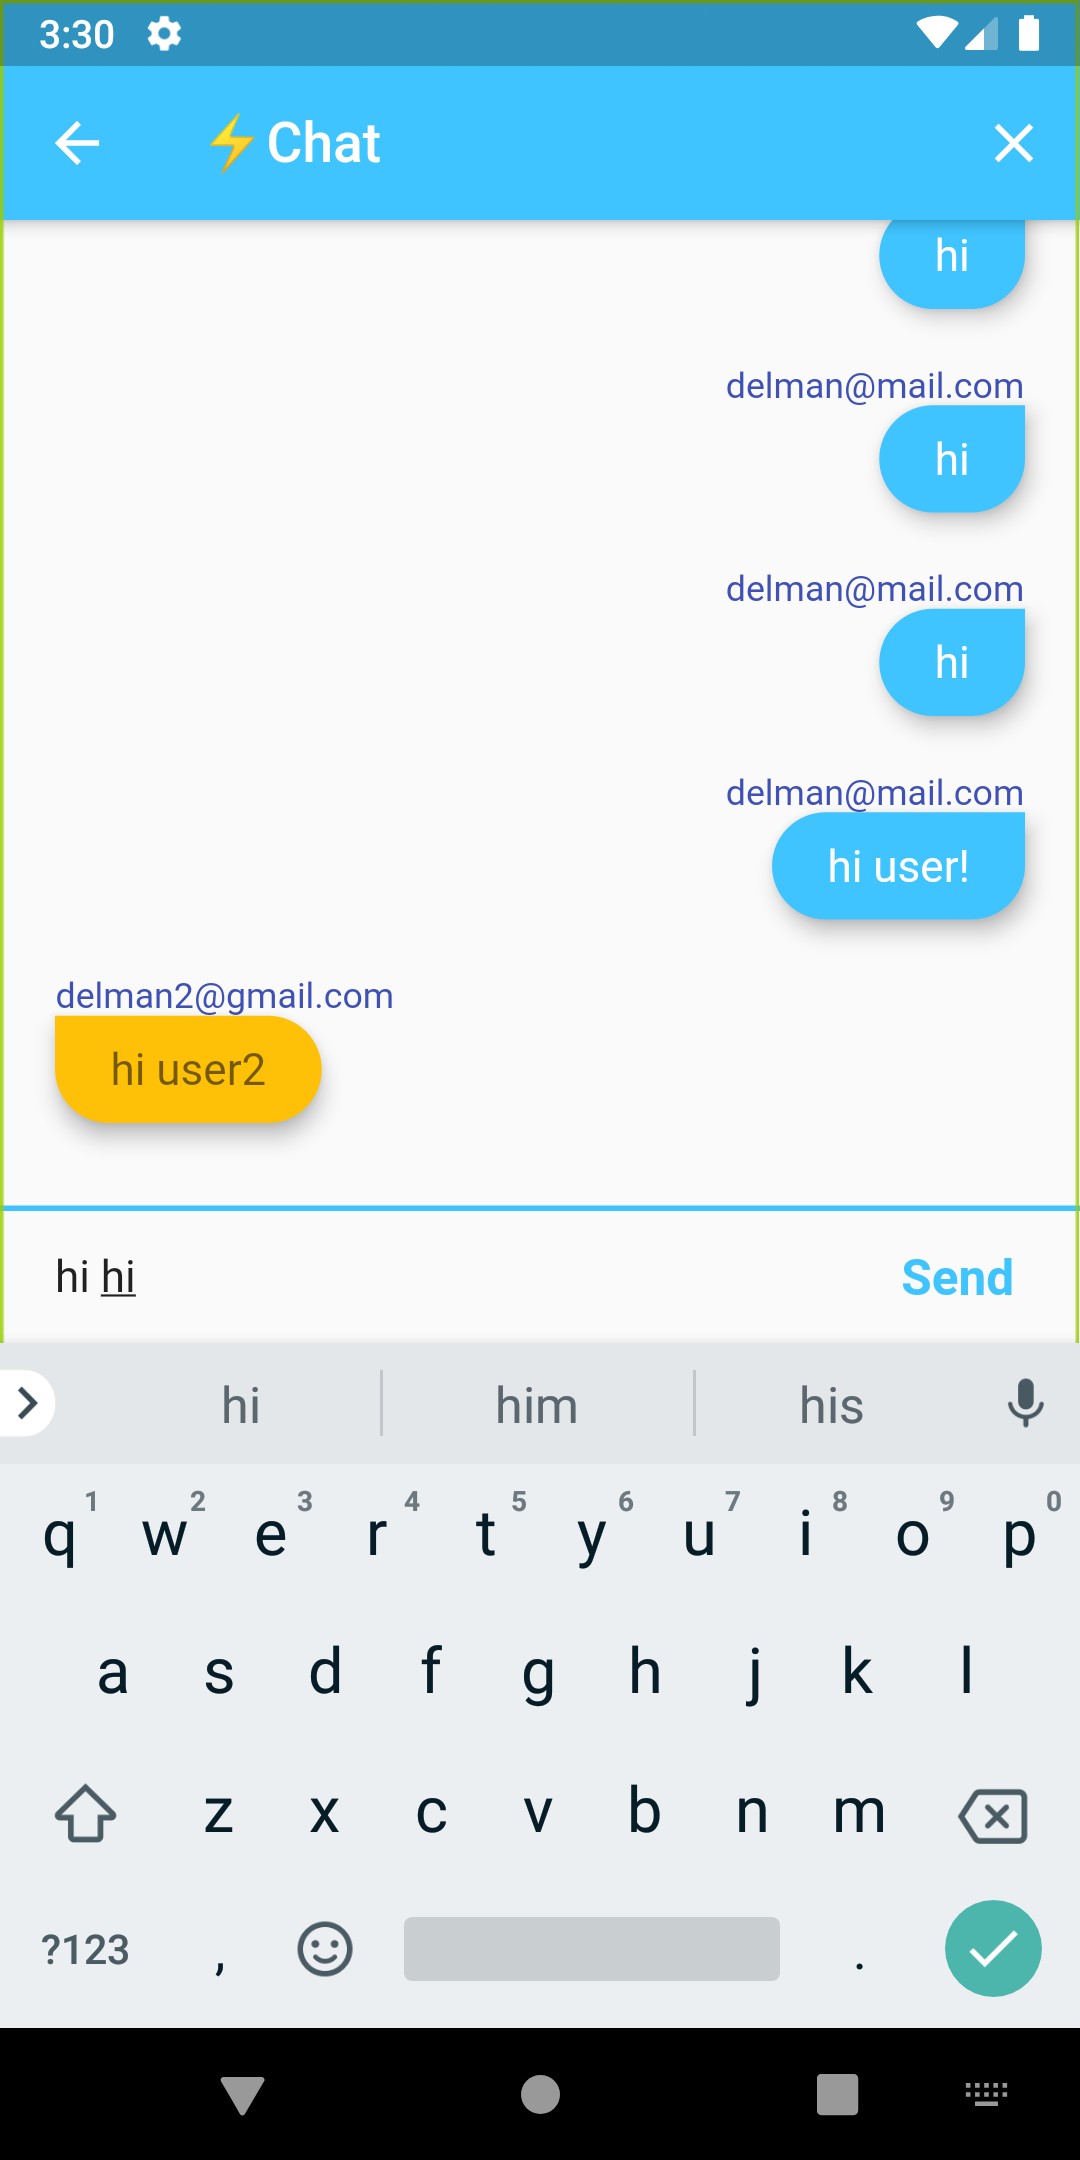 3:30
⚡Chat
hi
delman@mail.com
hi
delman@mail.com
hi
delman@mail.com
hi user!
delman2@gmail.com
hi user2
hi hi
Send
hi him his
1 2 3 4 5 6 7 8 9 0
q w e r t y u i o p
a s d f g h j k l
z x c v b n m
?123 , .